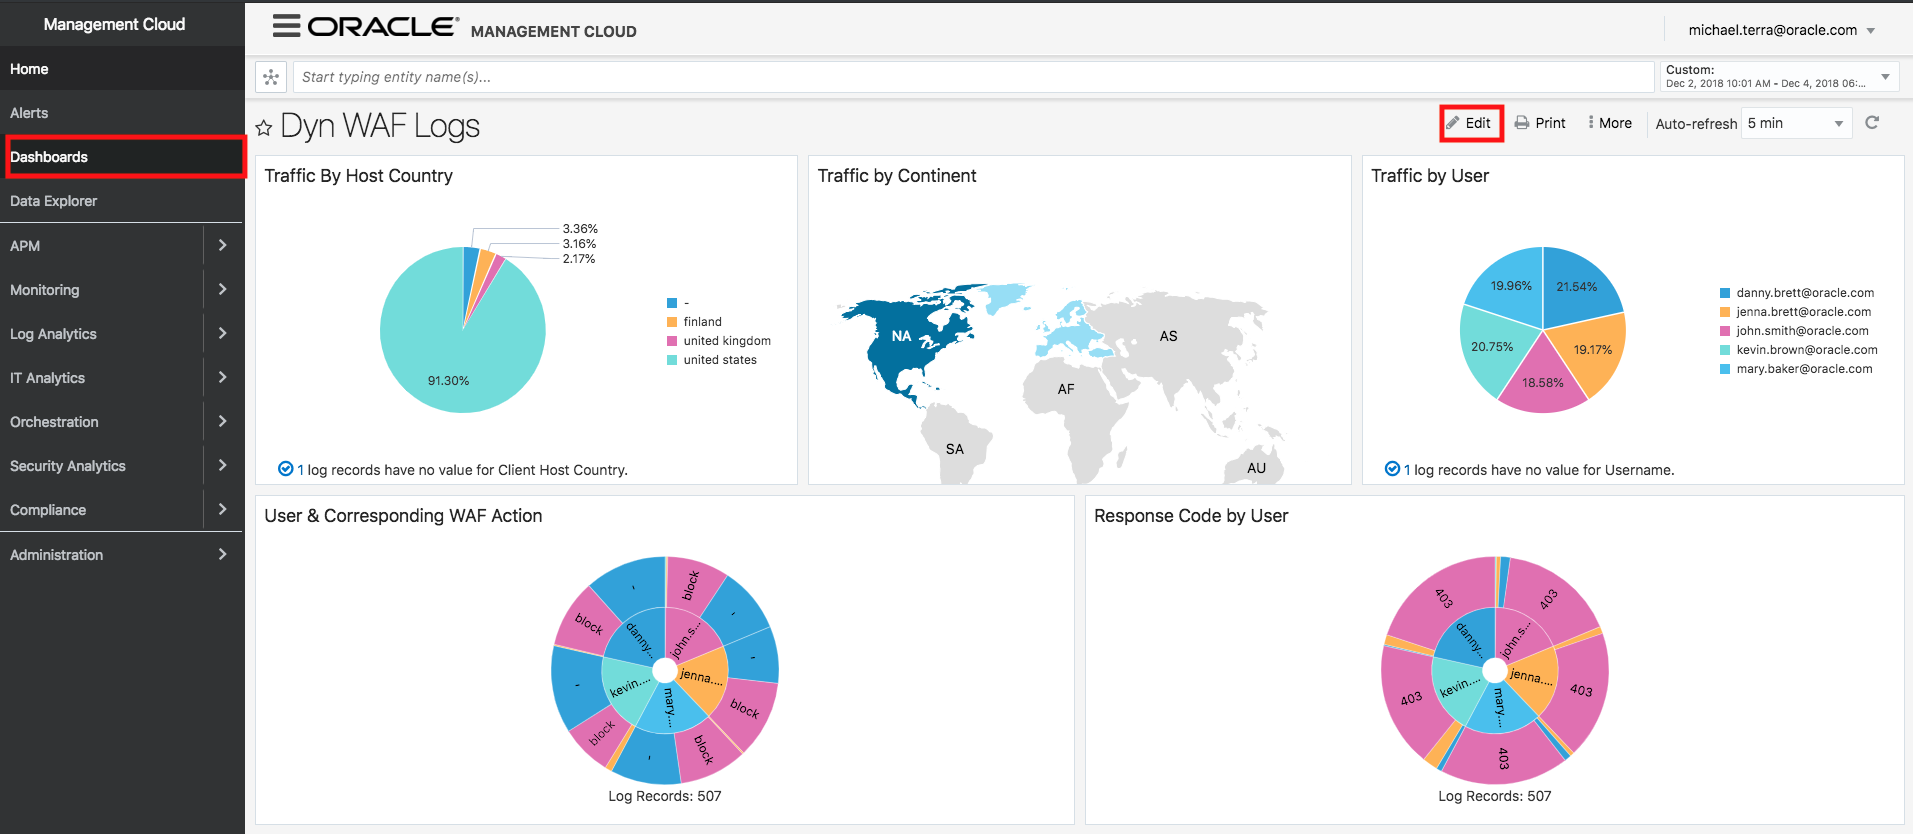 Management Cloud
Home
Alerts
Dashboards
Data Explorer
APM
Monitoring
Log Analytics
IT Analytics
Orchestration
Security Analytics
Compliance
Administration
ORACLE® MANAGEMENT CLOUD
michael.terra@oracle.com
Start typing entity name(s)...
Custom:
Dec 2, 2018 10:01 AM - Dec 4, 2018 06:...
Dyn WAF Logs
Edit
Print
More
Auto-refresh
5 min
Traffic By Host Country
3.36%
3.16%
2.17%
91.30%
-
finland
united kingdom
united states
1 log records have no value for Client Host Country.
Traffic by Continent
NA
AS
AF
SA
AU
Traffic by User
19.96%
21.54%
20.75%
19.17%
18.58%
danny.brett@oracle.com
jenna.brett@oracle.com
john.smith@oracle.com
kevin.brown@oracle.com
mary.baker@oracle.com
1 log records have no value for Username.
User & Corresponding WAF Action
-
block
-
block
danny...
john.s...
-
-
kevin....
jenna....
mary....
block
block
block
-
Log Records: 507
Response Code by User
403
403
danny...
john.s...
403
kevin....
jenna....
403
mary....
403
Log Records: 507